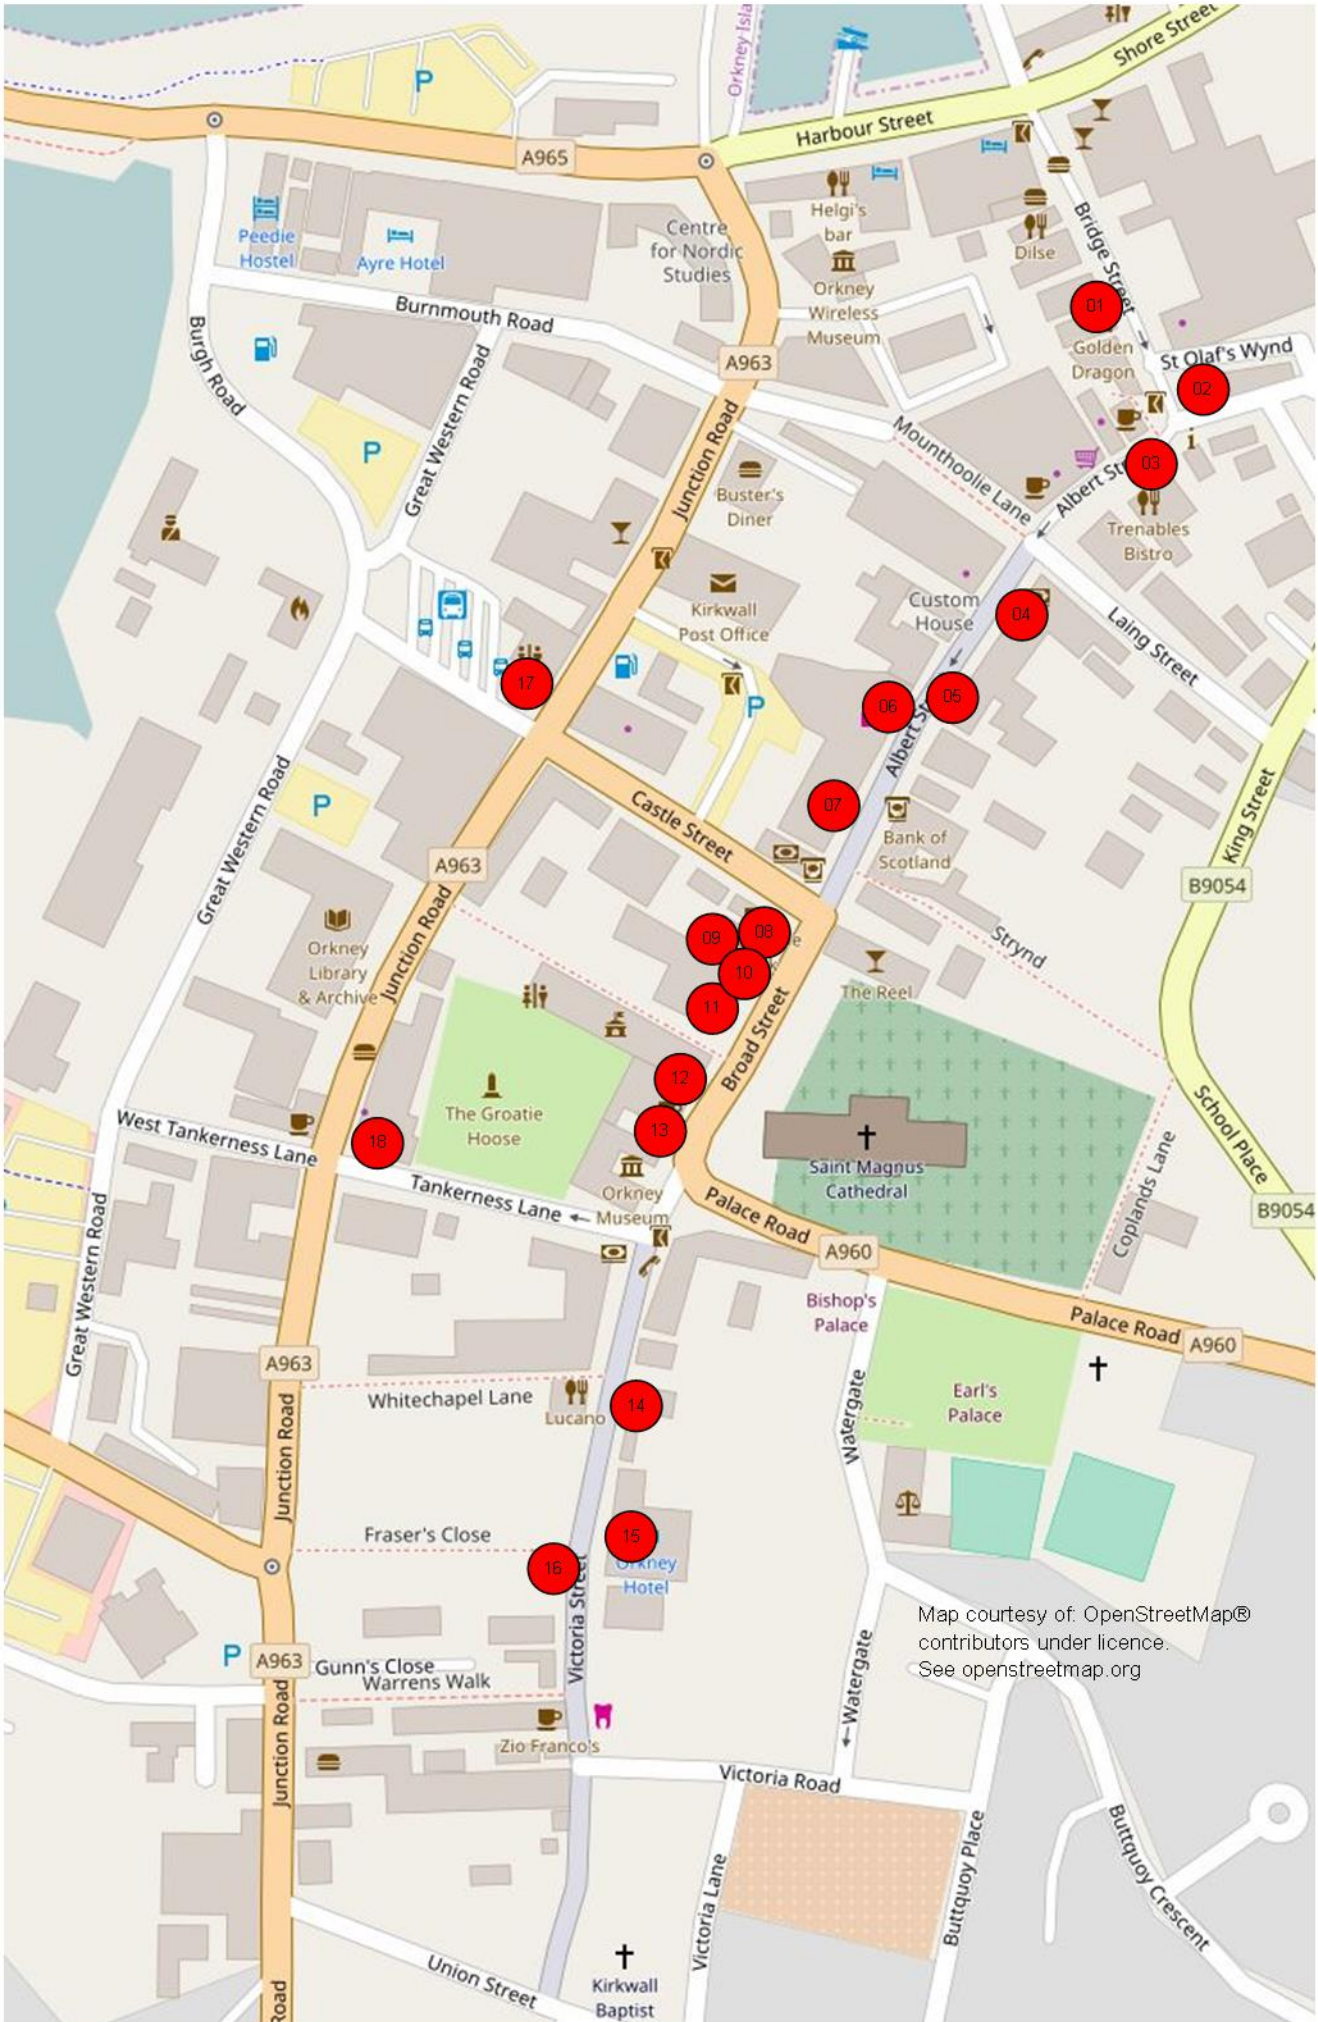 Orkney Isla
Shore Street
Harbour Street
P
A965
Peedie
Hostel
Ayre Hotel
Centre
for Nordic
Studies
Helgi's
bar
Dilse
Bridge Street
Orkney
Wireless
Museum
01
Golden
Dragon
St Olaf's Wynd
02
Burnmouth Road
Burgh Road
Great Western Road
A963
Junction Road
P
Mounthoolie Lane
03
Albert St
Trenables
Bistro
Buster's
Diner
Kirkwall
Post Office
Custom
House
04
Laing Street
17
P
06
05
Albert St
07
Bank of
Scotland
P
Castle Street
Great Western Road
King Street
A963
B9054
Junction Road
Orkney
Library
& Archive
09
08
10
11
Strynd
The Reel
Broad Street
12
13
The Groatie
Hoose
18
West Tankerness Lane
Tankerness Lane
Orkney
Museum
Saint Magnus
Cathedral
School Place
Coplands Lane
B9054
Palace Road
A960
Great Western Road
Bishop's
Palace
Palace Road
A960
A963
Whitechapel Lane
Lucano
14
Watergate
Earl's
Palace
Junction Road
Fraser's Close
15
Orkney
Hotel
16
Victoria Street
Map courtesy of: OpenStreetMap®
contributors under licence.
See openstreetmap.org
P
A963
Gunn's Close
Warrens Walk
Watergate
Junction Road
Zio Franco's
Victoria Road
Victoria Lane
Buttquoy Place
Buttquoy Crescent
Union Street
Kirkwall
Baptist
Road